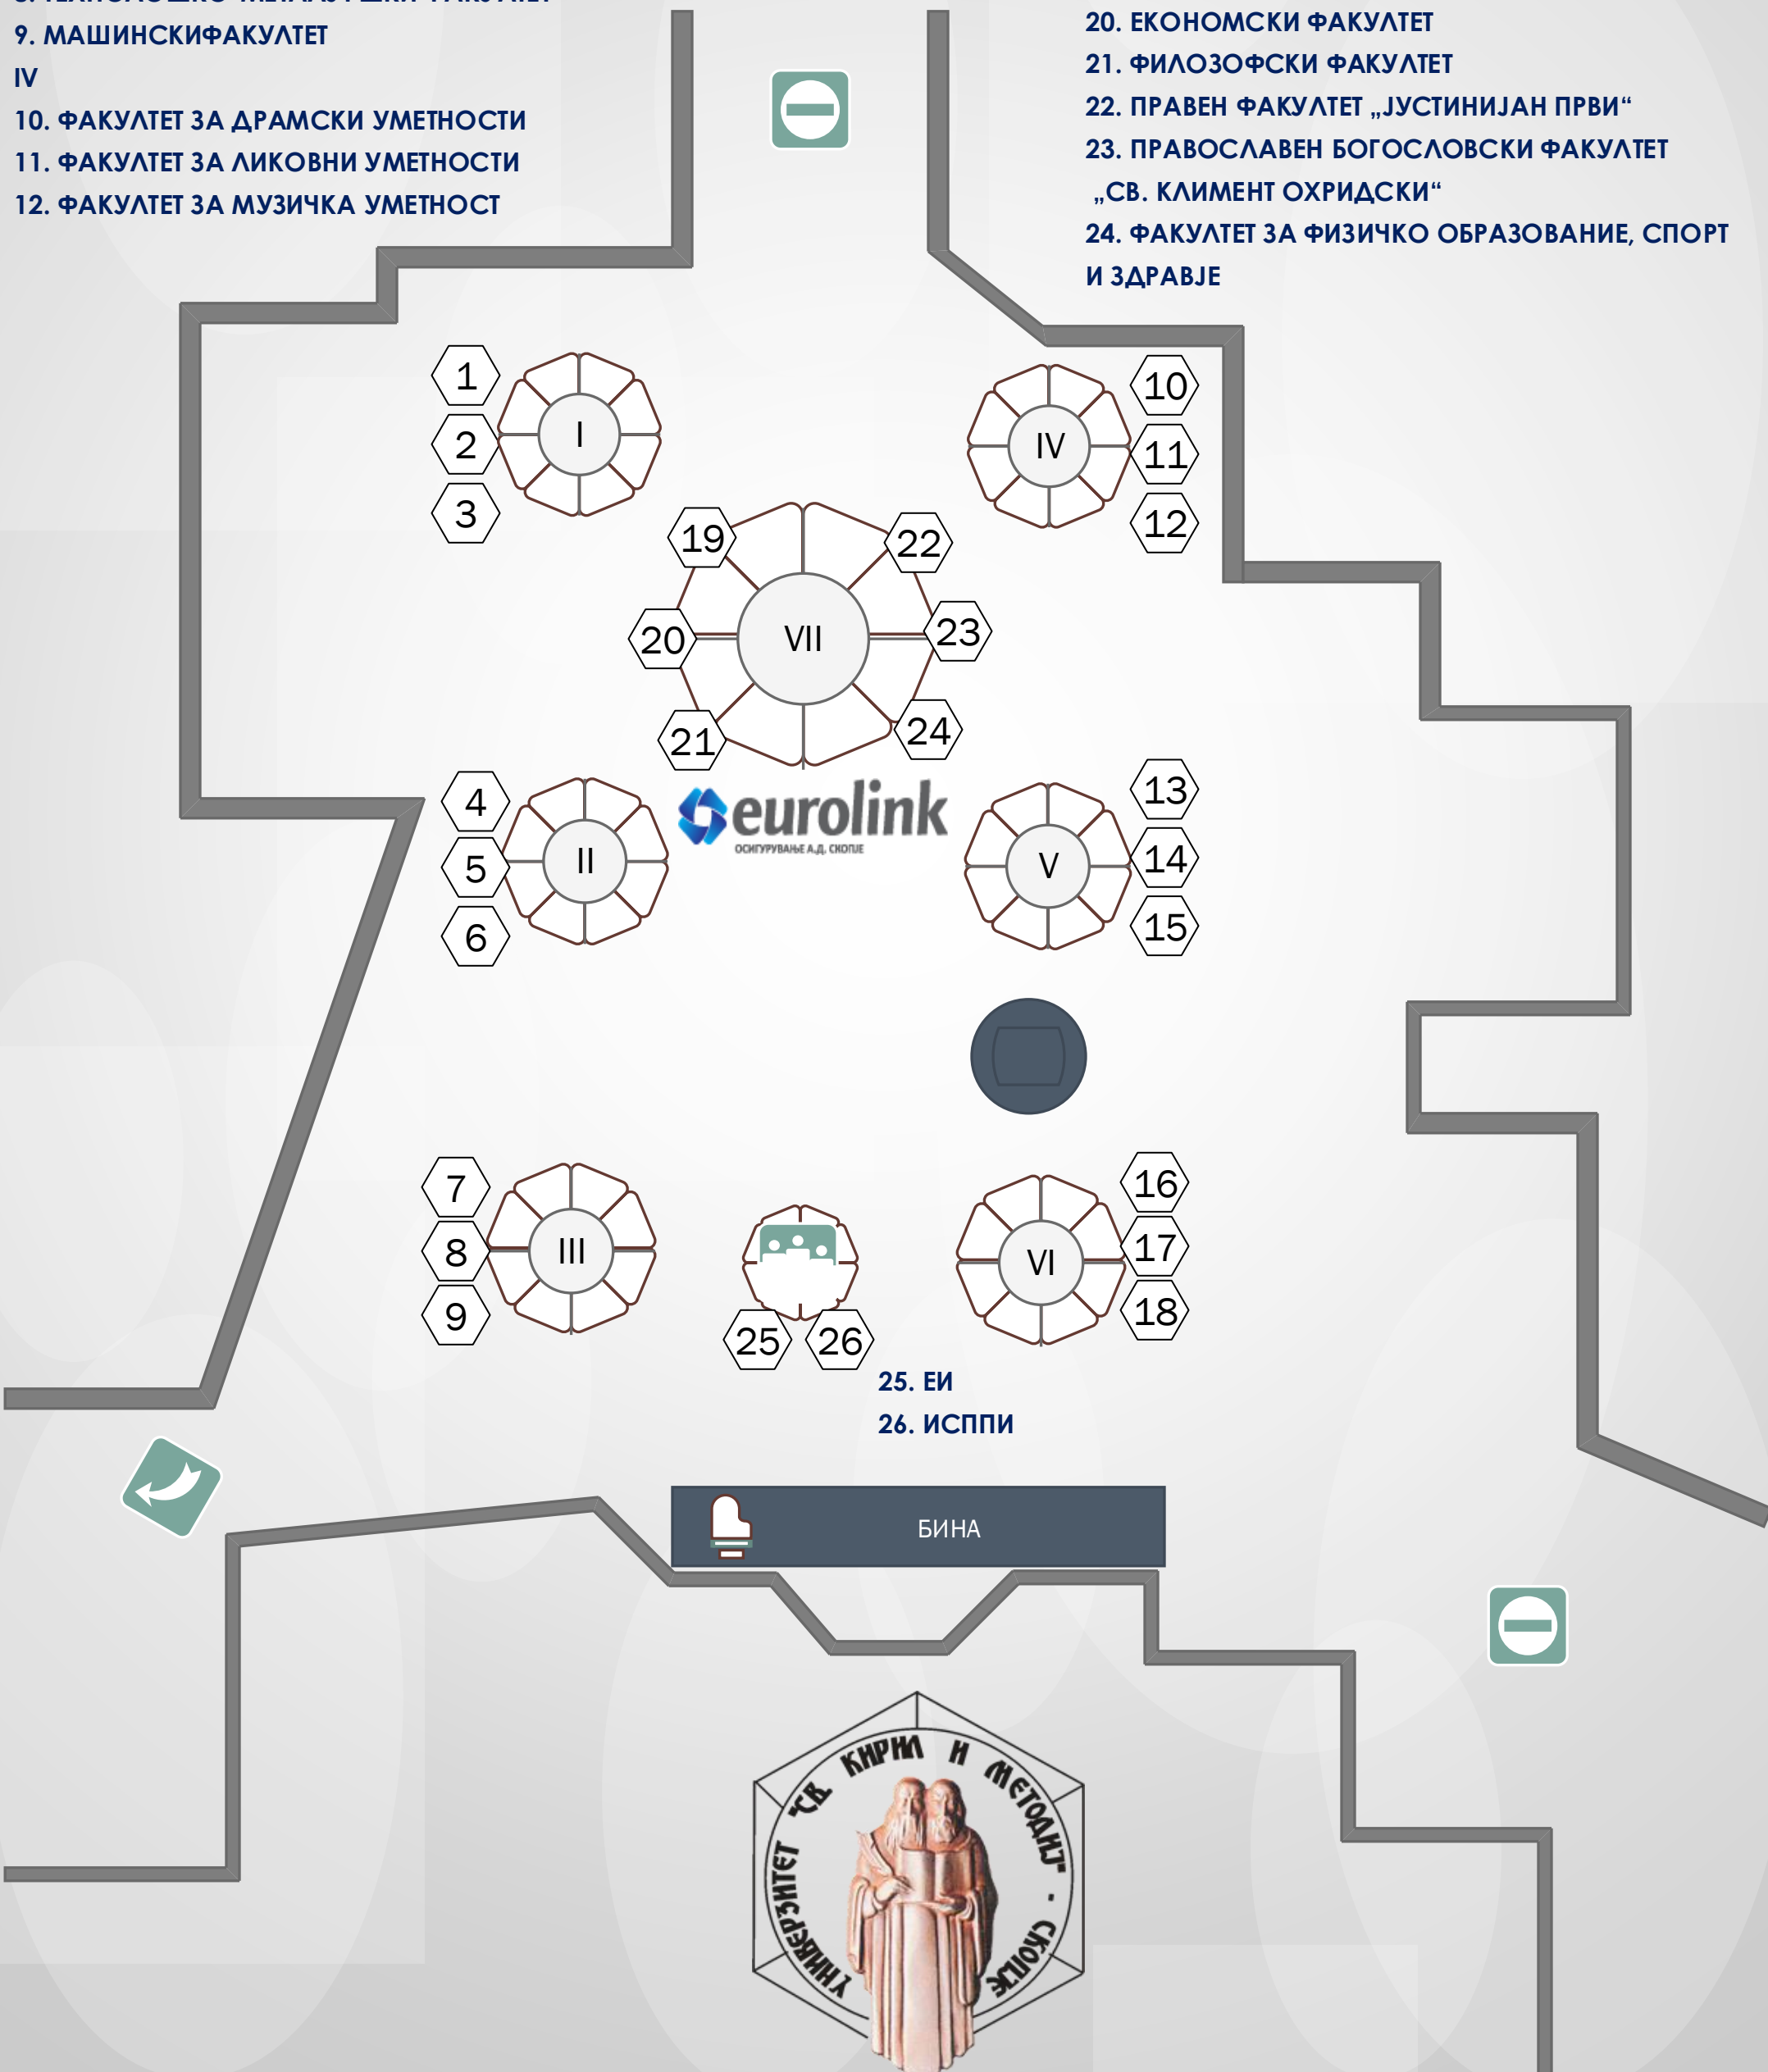 9. МАШИНСКИФАКУЛТЕТ
IV
10. ФАКУЛТЕТ ЗА ДРАМСКИ УМЕТНОСТИ
11. ФАКУЛТЕТ ЗА ЛИКОВНИ УМЕТНОСТИ
12. ФАКУЛТЕТ ЗА МУЗИЧКА УМЕТНОСТ
20. ЕКОНОМСКИ ФАКУЛТЕТ
21. ФИЛОЗОФСКИ ФАКУЛТЕТ
22. ПРАВЕН ФАКУЛТЕТ „ЈУСТИНИЈАН ПРВИ“
23. ПРАВОСЛАВЕН БОГОСЛОВСКИ ФАКУЛТЕТ
„СВ. КЛИМЕНТ ОХРИДСКИ“
24. ФАКУЛТЕТ ЗА ФИЗИЧКО ОБРАЗОВАНИЕ, СПОРТ
И ЗДРАВЈЕ
1
2
3
I
IV
10
11
12
19
20
21
VII
22
23
24
4
5
6
II
eurolink
ОСИГУРУВАЊЕ А.Д. СКОПЈЕ
V
13
14
15
7
8
9
III
25
26
VI
16
17
18
25. ЕИ
26. ИСППИ
БИНА
УНИВЕРЗИТЕТ "СВ. КИРИЛ И МЕТОДИЈ" - СКОПЈЕ